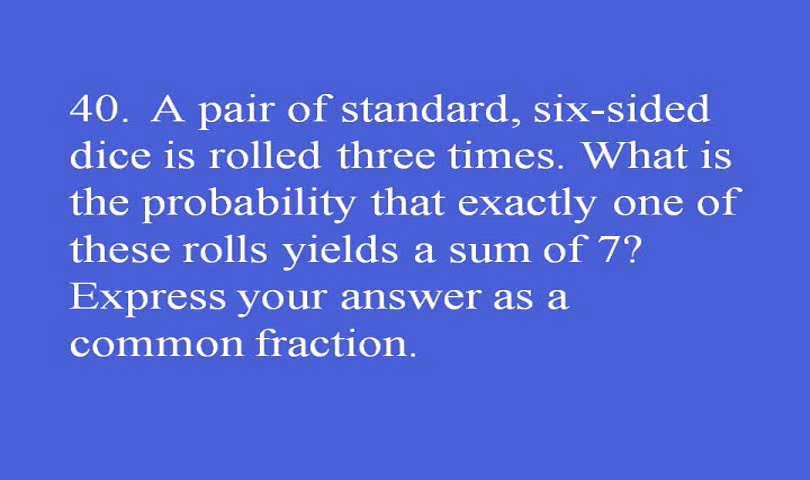 40. A pair of standard, six-sided
dice is rolled three times. What is
the probability that exactly one of
these rolls yields a sum of 7?
Express your answer as a
common fraction.